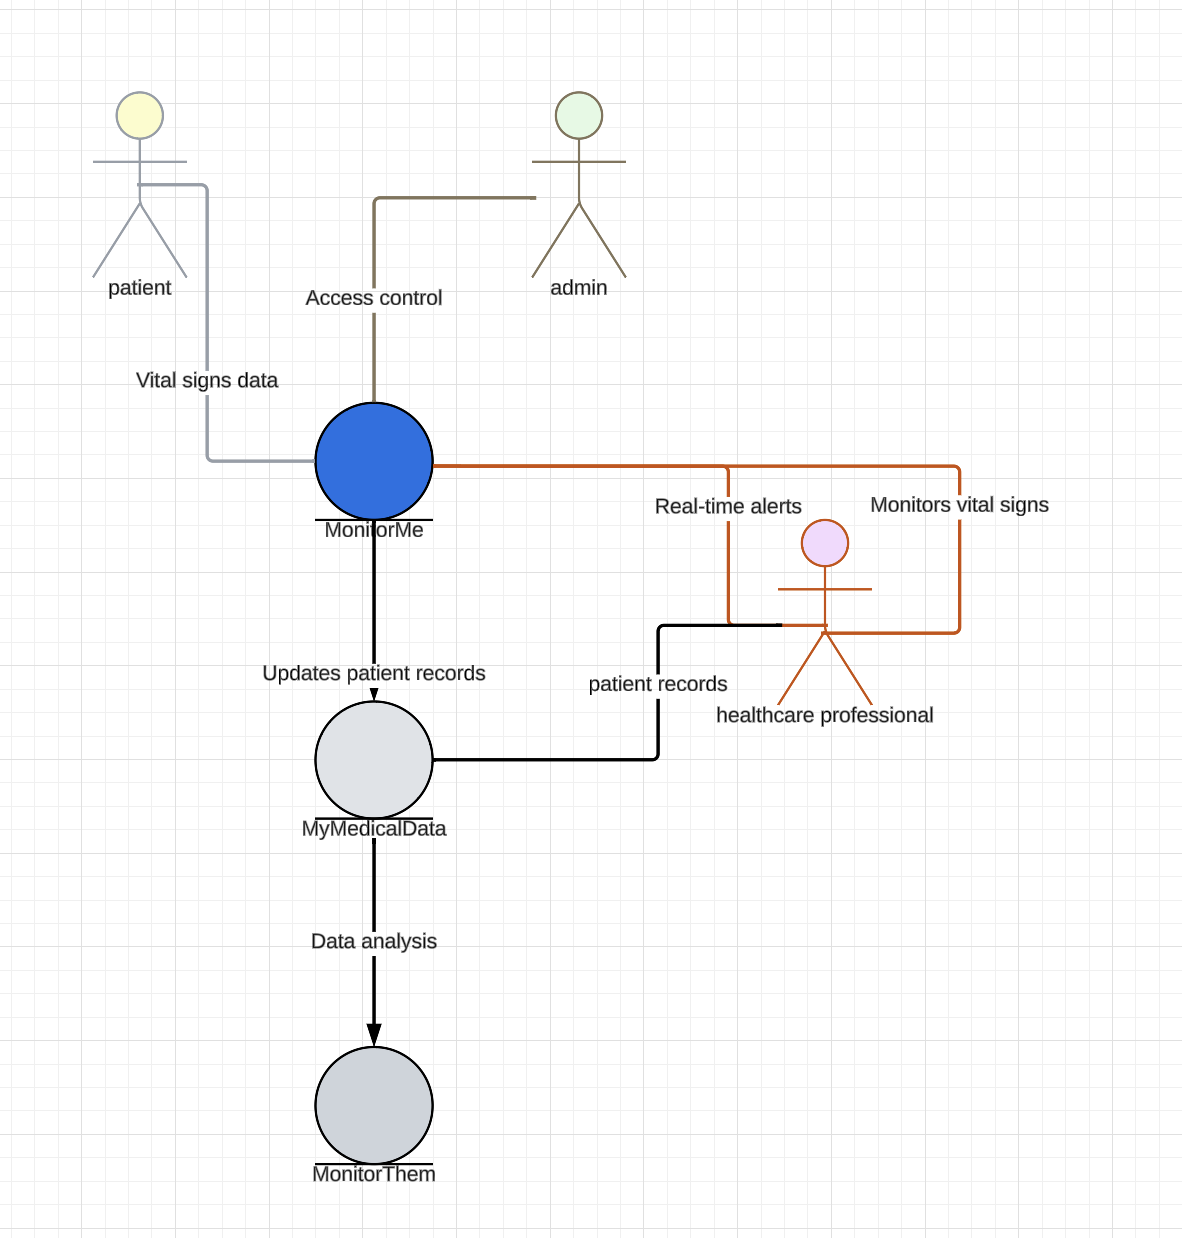 patient
admin
Access control
Vital signs data
Real-time alerts
Monitors vital signs
MonitorMe
Updates patient records
patient records
healthcare professional
MyMedicalData
Data analysis
MonitorThem